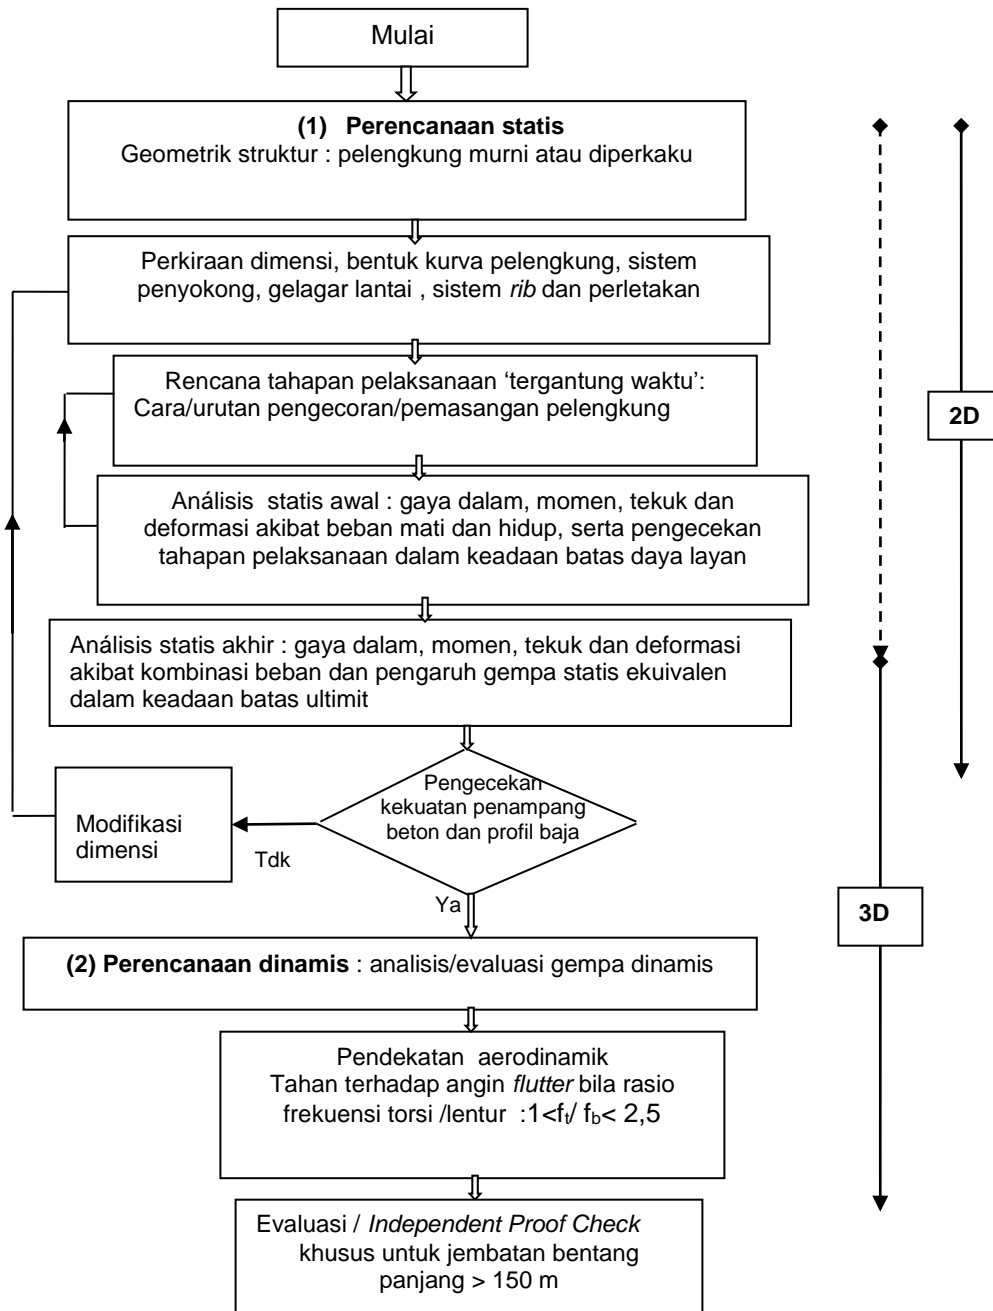 Mulai
(1) Perencanaan statis
Geometrik struktur : pelengkung murni atau diperkaku
Perkiraan dimensi, bentuk kurva pelengkung, sistem
penyokong, gelagar lantai , sistem rib dan perletakan
Rencana tahapan pelaksanaan ‘tergantung waktu’:
Cara/urutan pengecoran/pemasangan pelengkung
2D
Análisis statis awal : gaya dalam, momen, tekuk dan
deformasi akibat beban mati dan hidup, serta pengecekan
tahapan pelaksanaan dalam keadaan batas daya layan
Análisis statis akhir : gaya dalam, momen, tekuk dan deformasi
akibat kombinasi beban dan pengaruh gempa statis ekuivalen
dalam keadaan batas ultimit
Pengecekan
kekuatan penampang
beton dan profil baja
Modifikasi
dimensi
Tdk
Ya
3D
(2) Perencanaan dinamis : analisis/evaluasi gempa dinamis
Pendekatan aerodinamik
Tahan terhadap angin flutter bila rasio
frekuensi torsi /lentur :1<ft/ fb< 2,5
Evaluasi / Independent Proof Check
khusus untuk jembatan bentang
panjang > 150 m